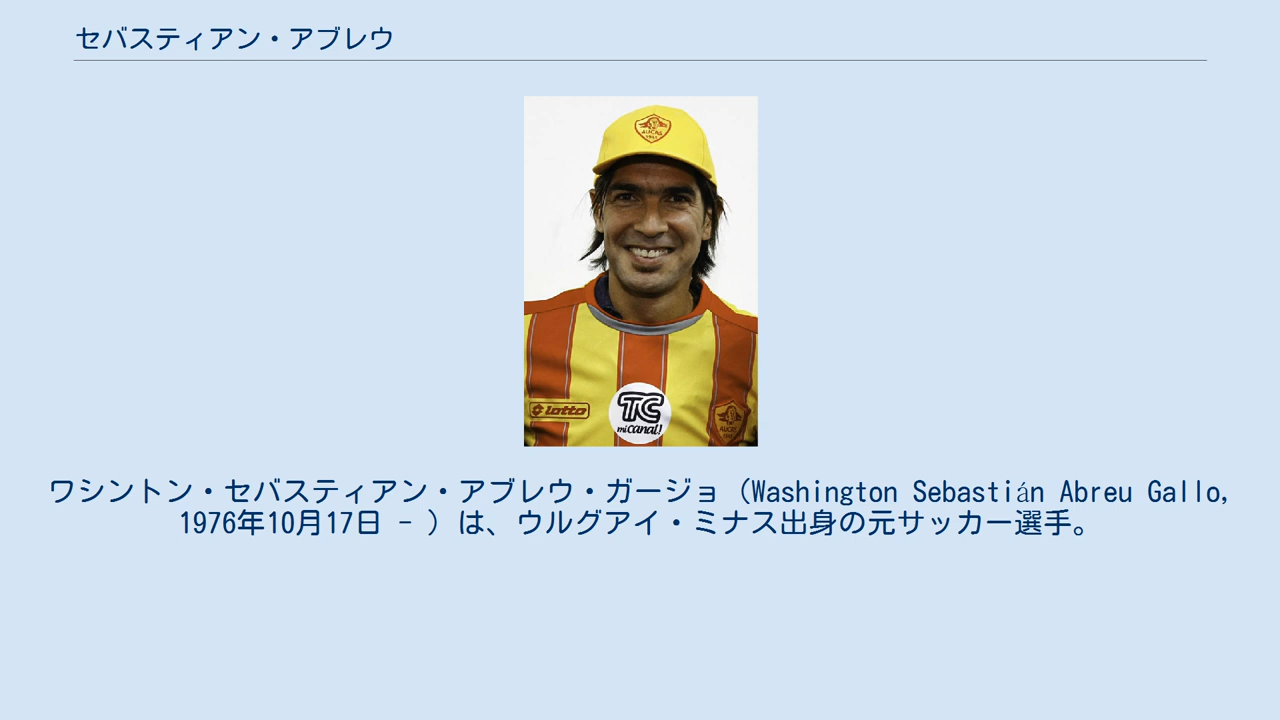 セバスティアン・アブレウ
AUCAS
1945
lotto
TC
mi canal!
AUCAS
ワシントン・セバスティアン・アブレウ・ガージョ（Washington Sebastián Abreu Gallo,
1976年10月17日 - ）は、ウルグアイ・ミナス出身の元サッカー選手。